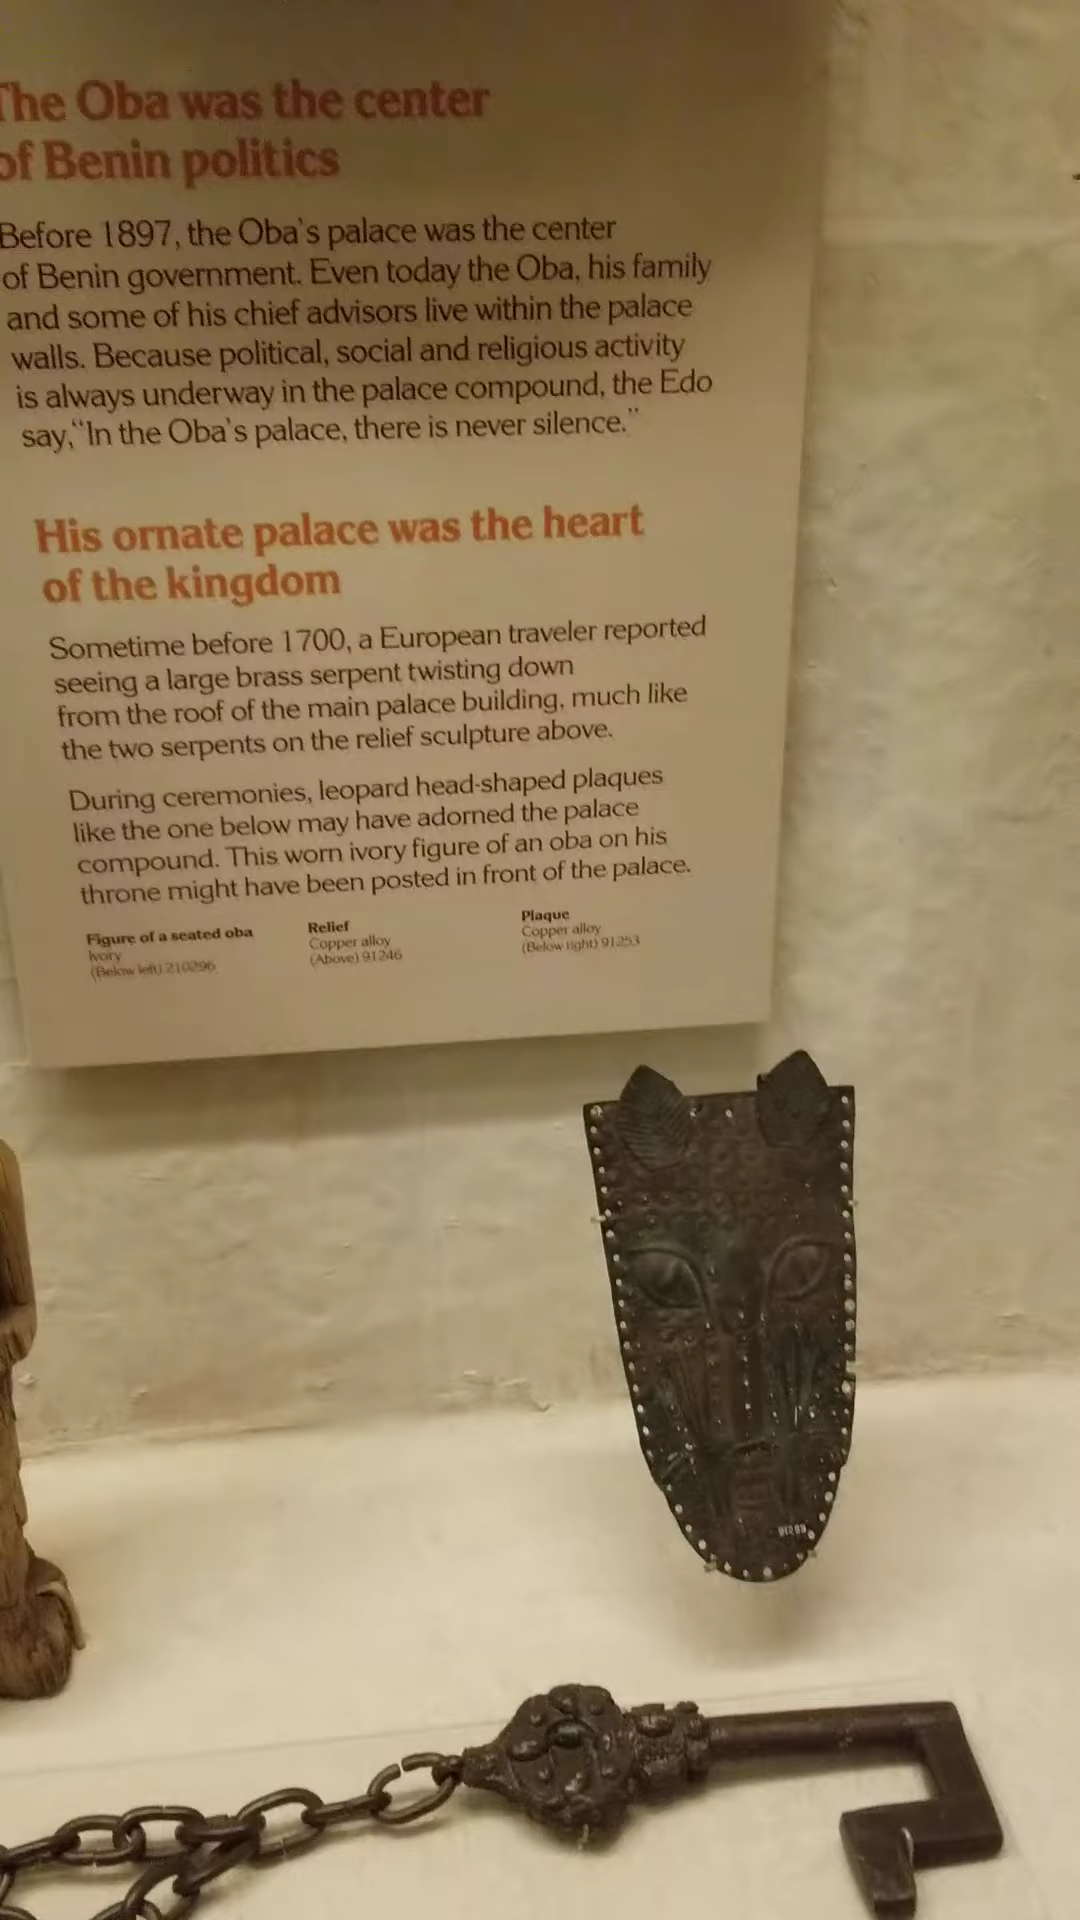 The Oba was the center
of Benin politics
Before 1897, the Oba's palace was the center
of Benin government. Even today the Oba, his family
and some of his chief advisors live within the palace
walls. Because political, social and religious activity
is always underway in the palace compound, the Edo
say, "In the Oba's palace, there is never silence."
His ornate palace was the heart
of the kingdom
Sometime before 1700, a European traveler reported
seeing a large brass serpent twisting down
from the roof of the main palace building, much like
the two serpents on the relief sculpture above.
During ceremonies, leopard head-shaped plaques
like the one below may have adorned the palace
compound. This worn ivory figure of an oba on his
throne might have been posted in front of the palace.
Figure of a seated oba
Ivory
(Below left) 210296
Relief
Copper alloy
(Above) 91246
Plaque
Copper alloy
(Below right) 91253